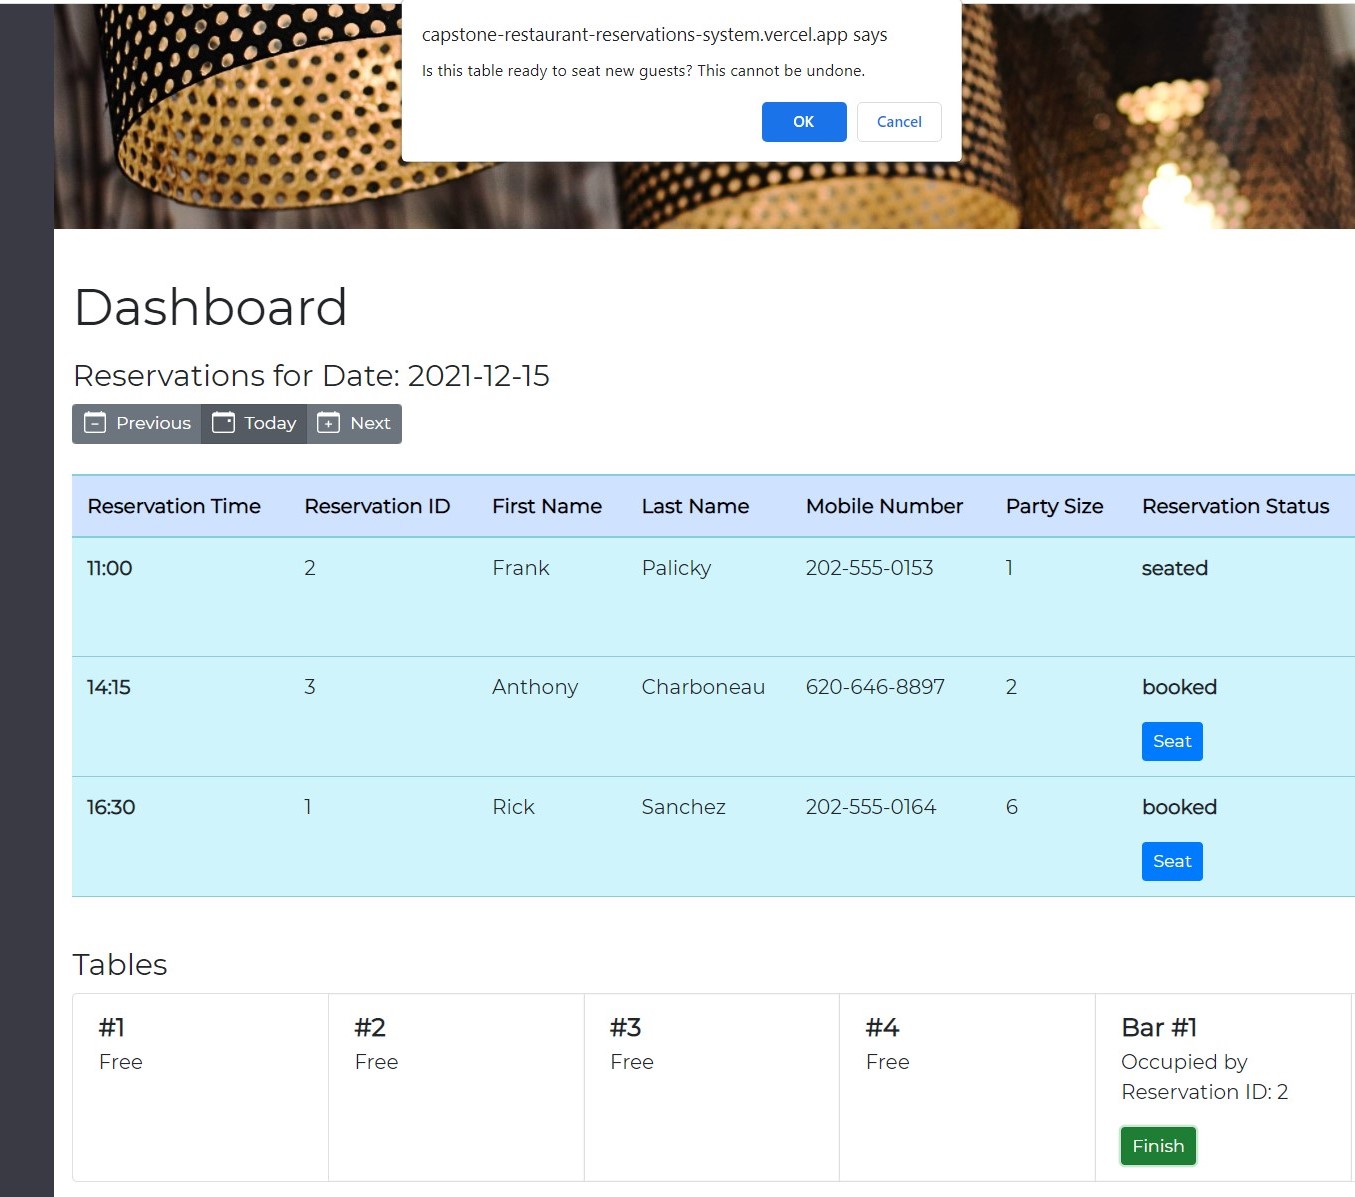 capstone-restaurant-reservations-system.vercel.app says
Is this table ready to seat new guests? This cannot be undone.
OK Cancel
Dashboard
Reservations for Date: 2021-12-15
Previous Today Next
Reservation Time Reservation ID First Name Last Name Mobile Number Party Size Reservation Status
11:00 2 Frank Palicky 202-555-0153 1 seated
14:15 3 Anthony Charboneau 620-646-8897 2 booked
Seat
16:30 1 Rick Sanchez 202-555-0164 6 booked
Seat
Tables
#1 #2 #3 #4 Bar #1
Free Free Free Free Occupied by
Reservation ID: 2
Finish